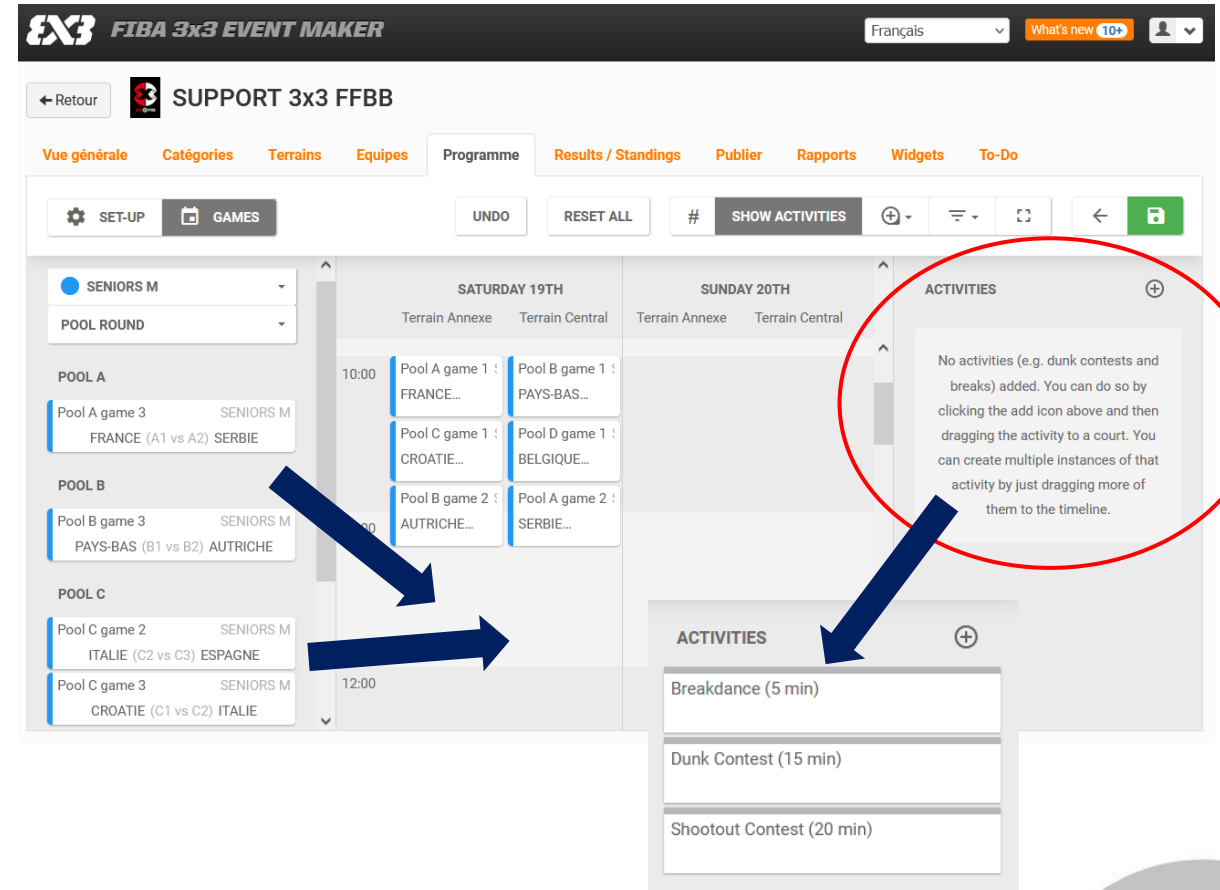 3X3 FIBA 3x3 EVENT MAKER
Français
What's new 10+
Retour
SUPPORT 3x3 FFBB
Vue générale Catégories Terrains Equipes Programme Results / Standings Publier Rapports Widgets To-Do
SET-UP GAMES UNDO RESET ALL # SHOW ACTIVITIES
SENIORS M
POOL ROUND
POOL A
Pool A game 3 SENIORS M
FRANCE (A1 vs A2) SERBIE
POOL B
Pool B game 3 SENIORS M
PAYS-BAS (B1 vs B2) AUTRICHE
POOL C
Pool C game 2 SENIORS M
ITALIE (C2 vs C3) ESPAGNE
Pool C game 3 SENIORS M
CROATIE (C1 vs C2) ITALIE
SATURDAY 19TH SUNDAY 20TH
Terrain Annexe Terrain Central Terrain Annexe Terrain Central
10:00
Pool A game 1 Pool B game 1
FRANCE... PAYS-BAS...
Pool C game 1 Pool D game 1
CROATIE... BELGIQUE...
Pool B game 2 Pool A game 2
AUTRICHE... SERBIE...
12:00
ACTIVITIES
No activities (e.g. dunk contests and
breaks) added. You can do so by
clicking the add icon above and then
dragging the activity to a court. You
can create multiple instances of that
activity by just dragging more of
them to the timeline.
ACTIVITIES
Breakdance (5 min)
Dunk Contest (15 min)
Shootout Contest (20 min)